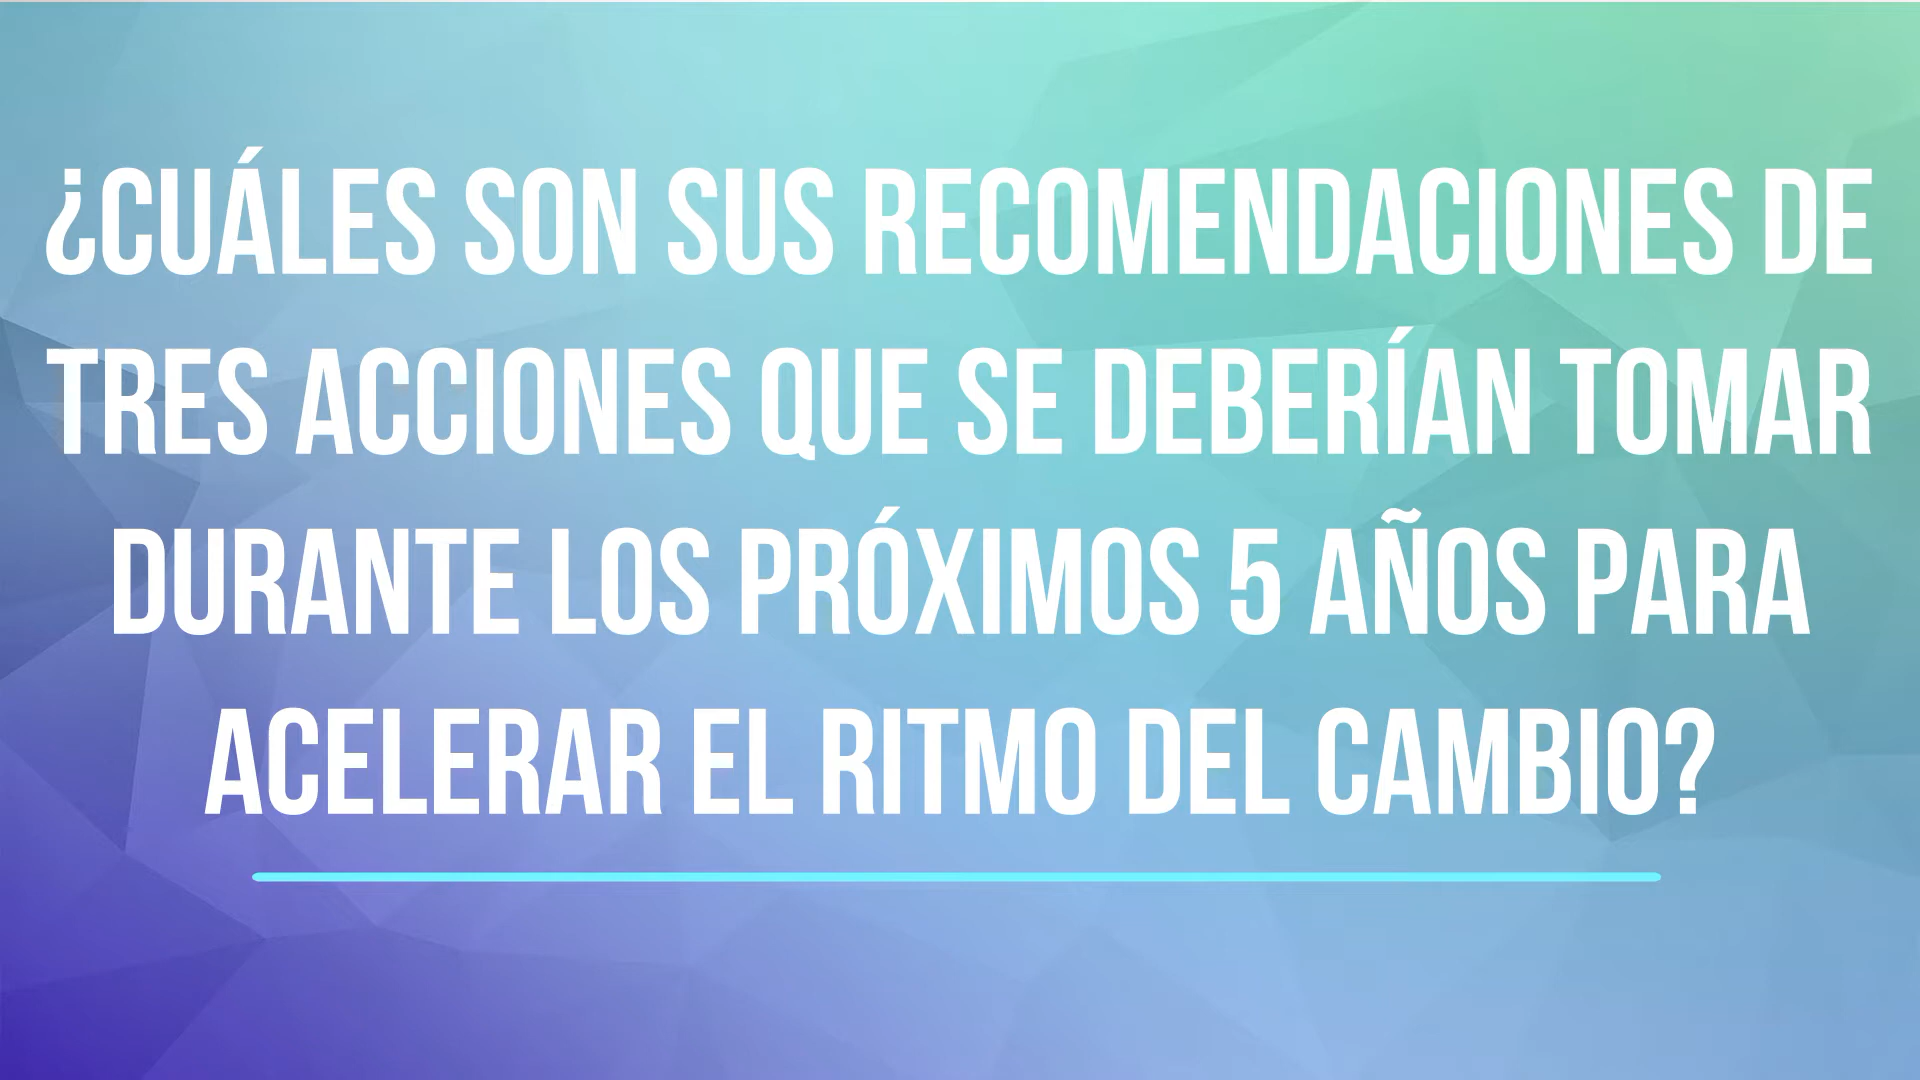 ¿CUÁLES SON SUS RECOMENDACIONES DE
TRES ACCIONES QUE SE DEBERÍAN TOMAR
DURANTE LOS PRÓXIMOS 5 AÑOS PARA
ACELERAR EL RITMO DEL CAMBIO?